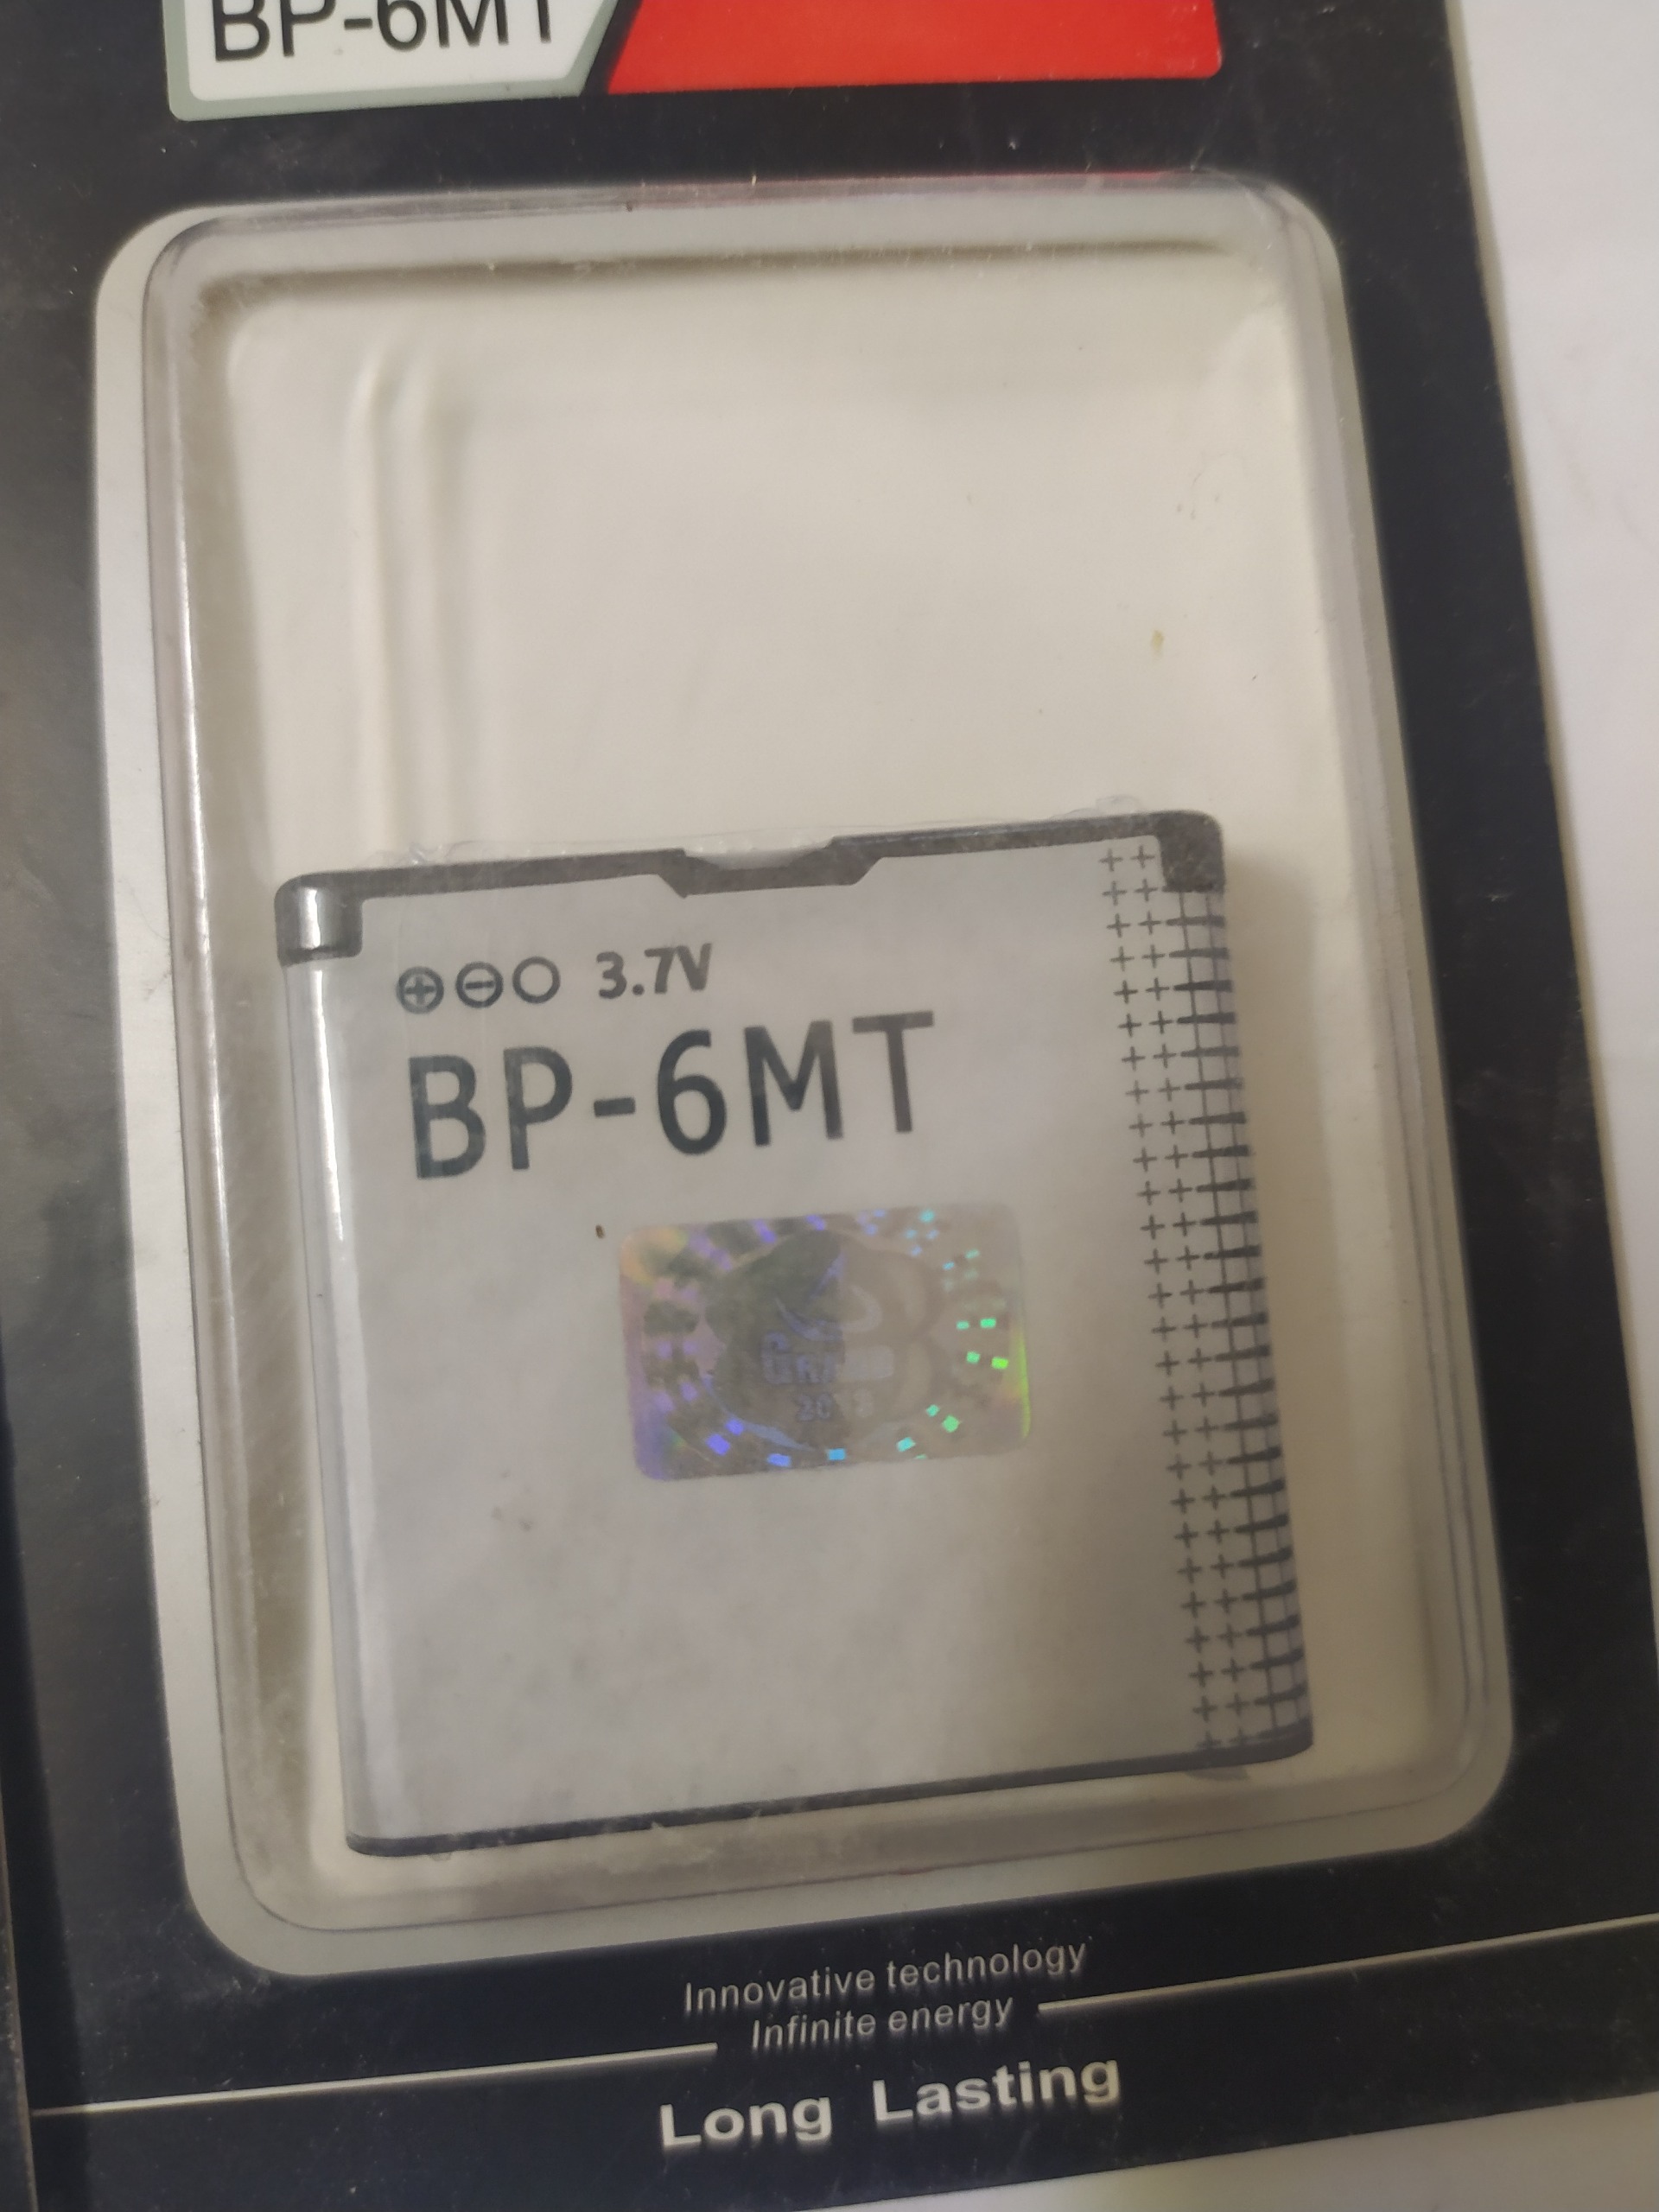 BP-6MT
⊕⊖○ 3.7V
BP-6MT
Innovative technology
Infinite energy
Long Lasting